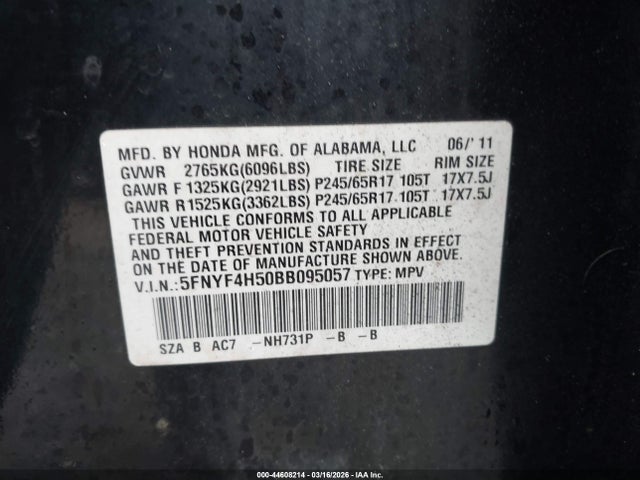 MFD. BY HONDA MFG. OF ALABAMA, LLC 06/'11
GVWR 2765KG(6096LBS) TIRE SIZE RIM SIZE
GAWR F 1325KG(2921LBS) P245/65R17 105T 17X7.5J
GAWR R 1525KG(3362LBS) P245/65R17 105T 17X7.5J
THIS VEHICLE CONFORMS TO ALL APPLICABLE
FEDERAL MOTOR VEHICLE SAFETY
AND THEFT PREVENTION STANDARDS IN EFFECT
ON THE DATE OF MANUFACTURE SHOWN ABOVE.
V.I.N.:5FNYF4H50BB095057 TYPE: MPV
SZA B AC7 -NH731P -B -B
000-44608214 - 03/16/2026 - IAA Inc.